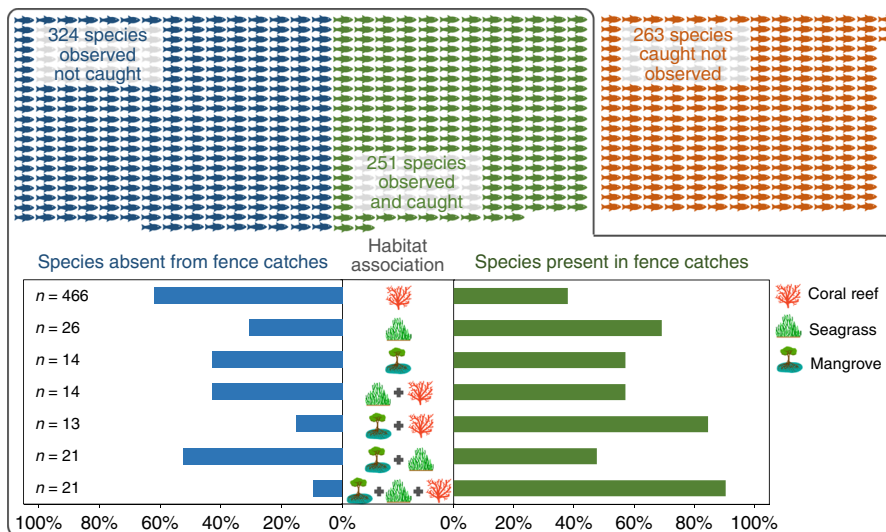 324 species
observed
not caught
251 species
observed
and caught
263 species
caught not
observed
Species absent from fence catches
Habitat
association
Species present in fence catches
n = 466
n = 26
n = 14
n = 14
n = 13
n = 21
n = 21
Coral reef
Seagrass
Mangrove
100% 80% 60% 40% 20% 0% 0% 20% 40% 60% 80% 100%